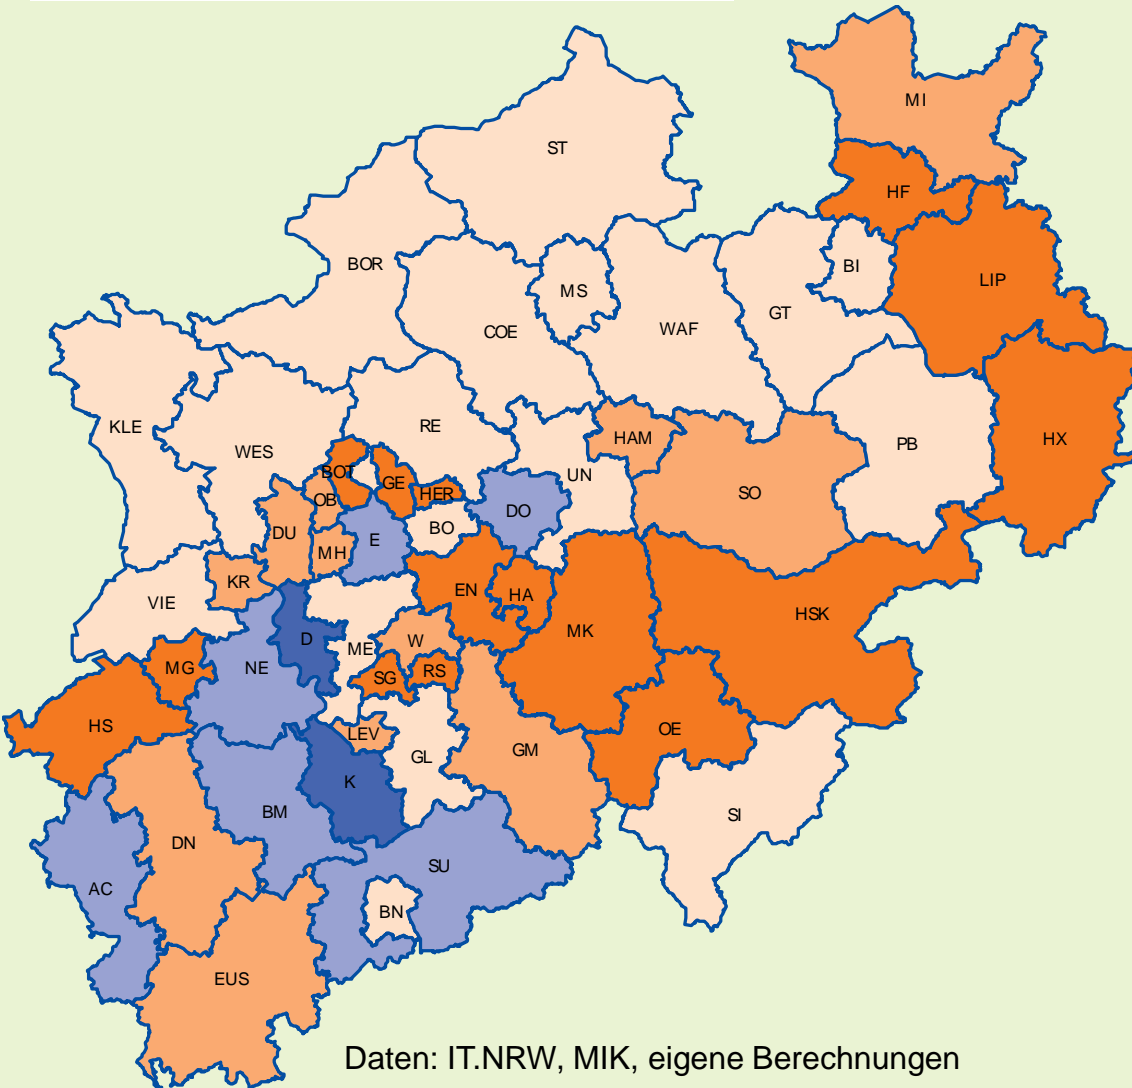 MI
ST
HF
BOR
BI
LIP
MS
GT
COE
WAF
KLE
RE
HAM
HX
PB
WES
BOT
UN
GE
HER
SO
OB
DO
BO
DU
E
MH
KR
EN
HA
VIE
HSK
D
MK
W
ME
MG
NE
RS
SG
HS
OE
LEV
GM
GL
K
BM
SI
DN
SU
AC
BN
EUS
Daten: IT.NRW, MIK, eigene Berechnungen